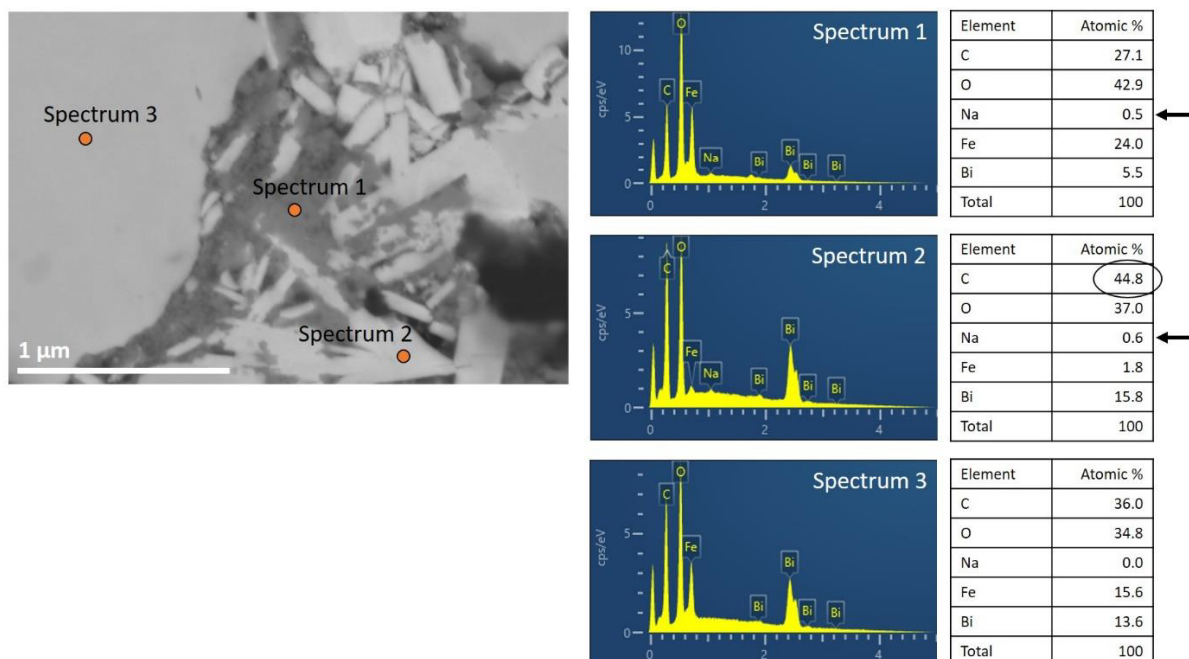 Spectrum 3
Spectrum 1
Spectrum 2
1 µm
Spectrum 1
cps/eV
10
5
0
O
C
Fe
Na
Bi
Bi
Bi
Bi
0
2
4
Element Atomic %
C 27.1
O 42.9
Na 0.5
Fe 24.0
Bi 5.5
Total 100
Spectrum 2
cps/eV
5
0
O
C
Fe
Na
Bi
Bi
Bi
Bi
0
2
4
Element Atomic %
C 44.8
O 37.0
Na 0.6
Fe 1.8
Bi 15.8
Total 100
Spectrum 3
cps/eV
5
0
O
C
Fe
Bi
Bi
Bi
Bi
0
2
4
Element Atomic %
C 36.0
O 34.8
Na 0.0
Fe 15.6
Bi 13.6
Total 100